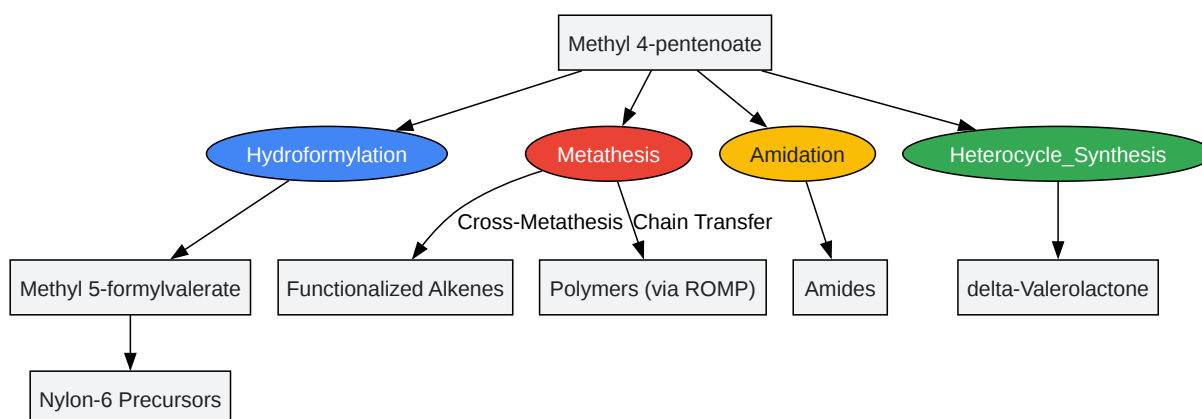 Methyl 4-pentenoate
Hydroformylation
Metathesis
Amidation
Heterocycle_Synthesis
Cross-Metathesis
Chain Transfer
Methyl 5-formylvalerate
Functionalized Alkenes
Polymers (via ROMP)
Amides
delta-Valerolactone
Nylon-6 Precursors